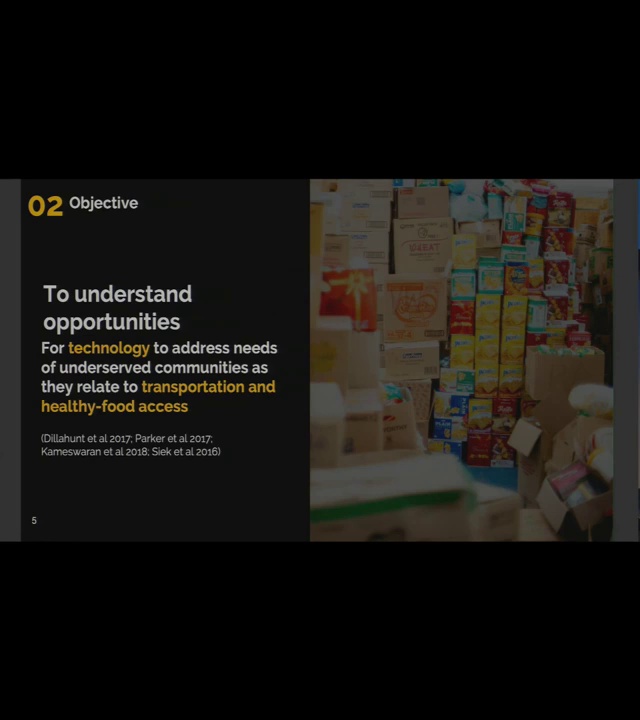 02 Objective
To understand
opportunities
For technology to address needs
of underserved communities as
they relate to transportation and
healthy-food access
(Dillahunt et al 2017; Parker et al 2017;
Kameswaran et al 2018; Siek et al 2016)
5